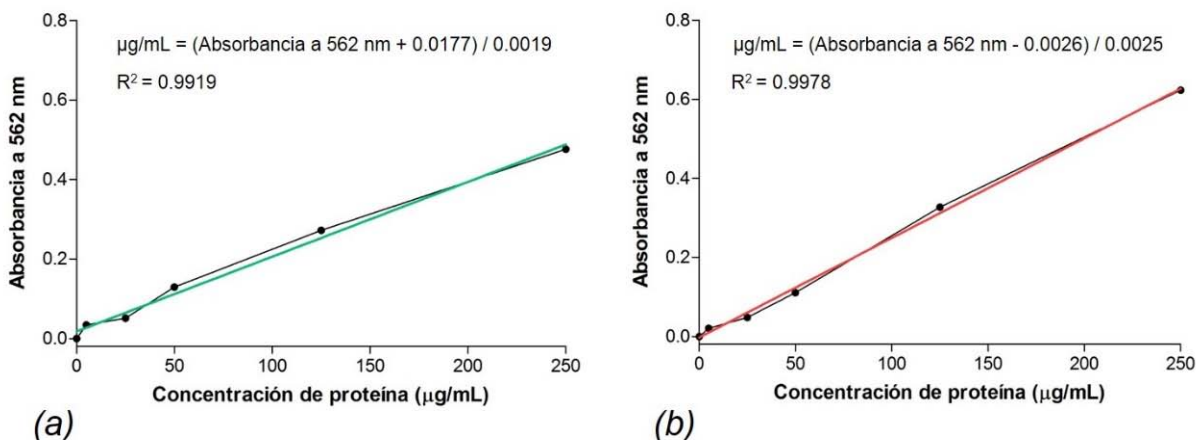 0.8
µg/mL = (Absorbancia a 562 nm + 0.0177) / 0.0019
R² = 0.9919
0.6
0.4
0.2
0.0
Absorbancia a 562 nm
0 50 100 150 200 250
Concentración de proteína (µg/mL)
(a)
0.8
µg/mL = (Absorbancia a 562 nm - 0.0026) / 0.0025
R² = 0.9978
0.6
0.4
0.2
0.0
Absorbancia a 562 nm
0 50 100 150 200 250
Concentración de proteína (µg/mL)
(b)